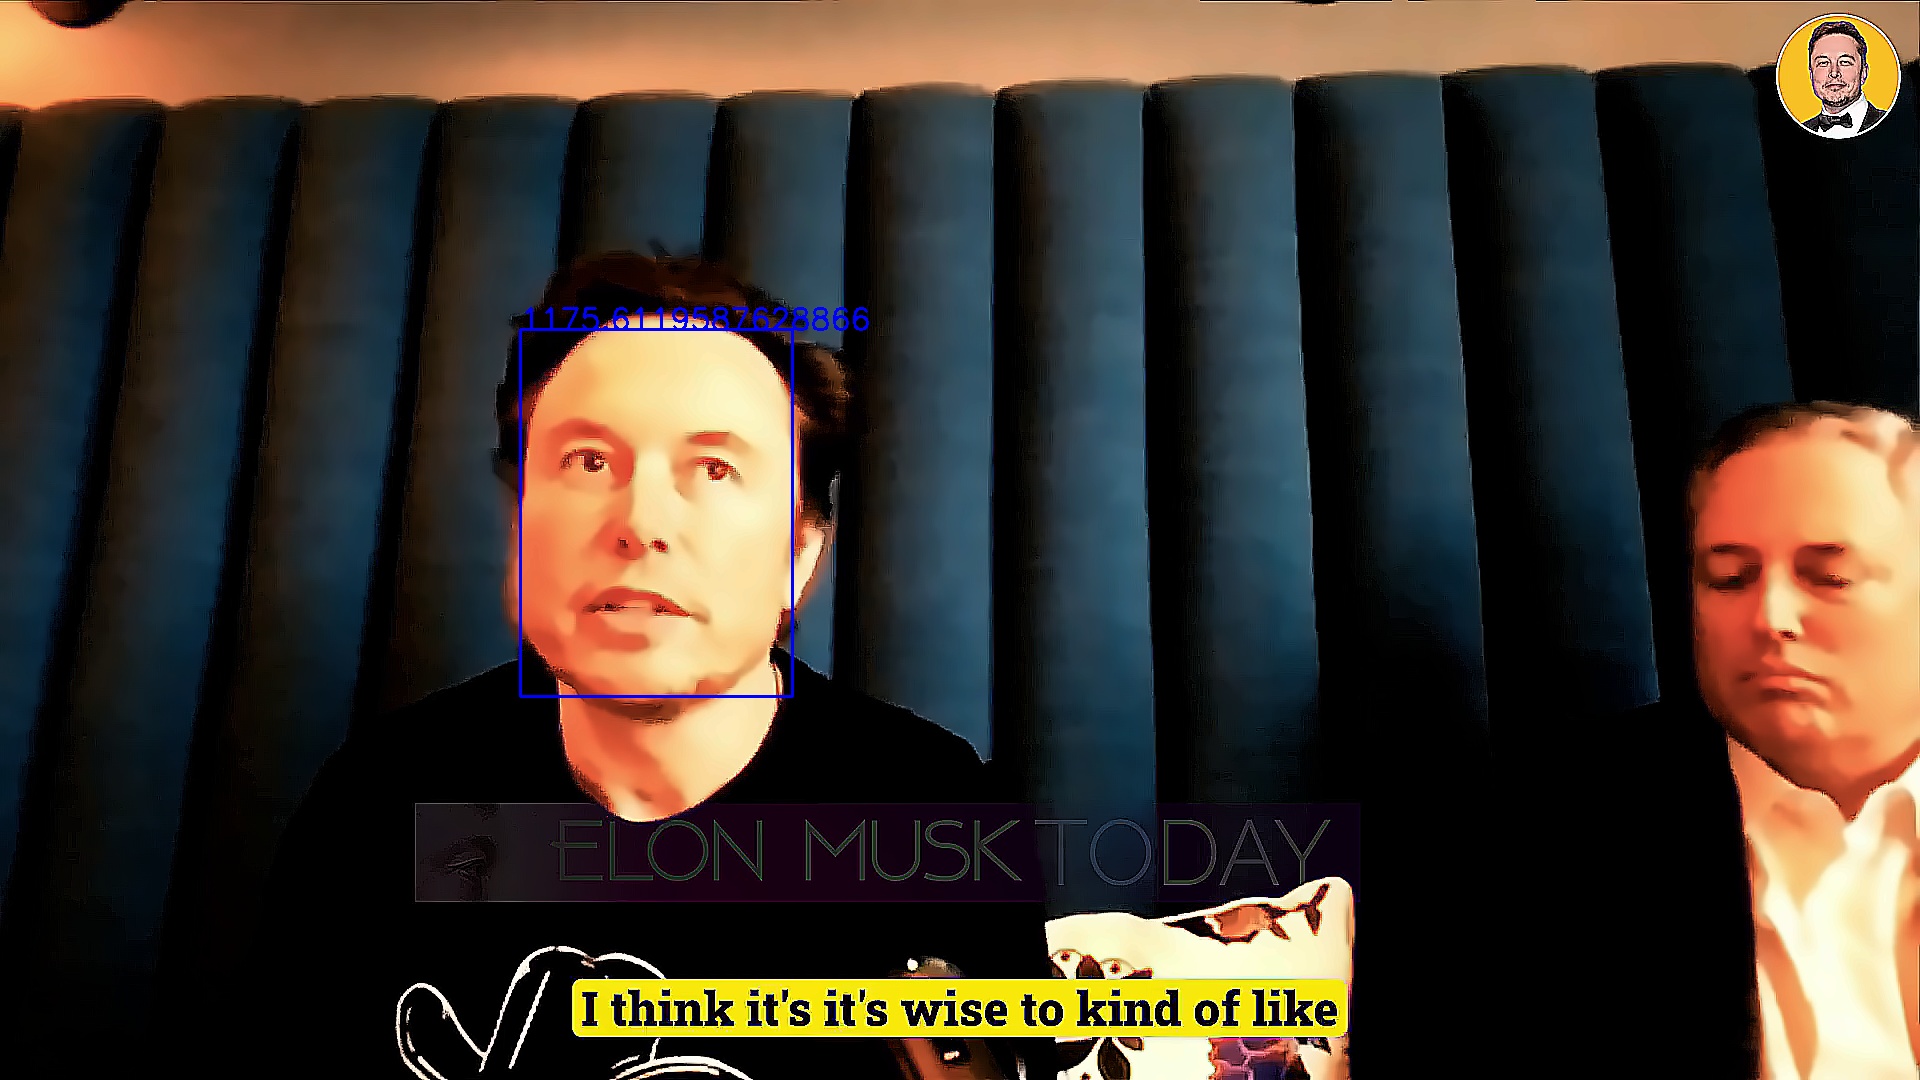 1175.6119587628866
ELON MUSK TODAY
I think it's it's wise to kind of like